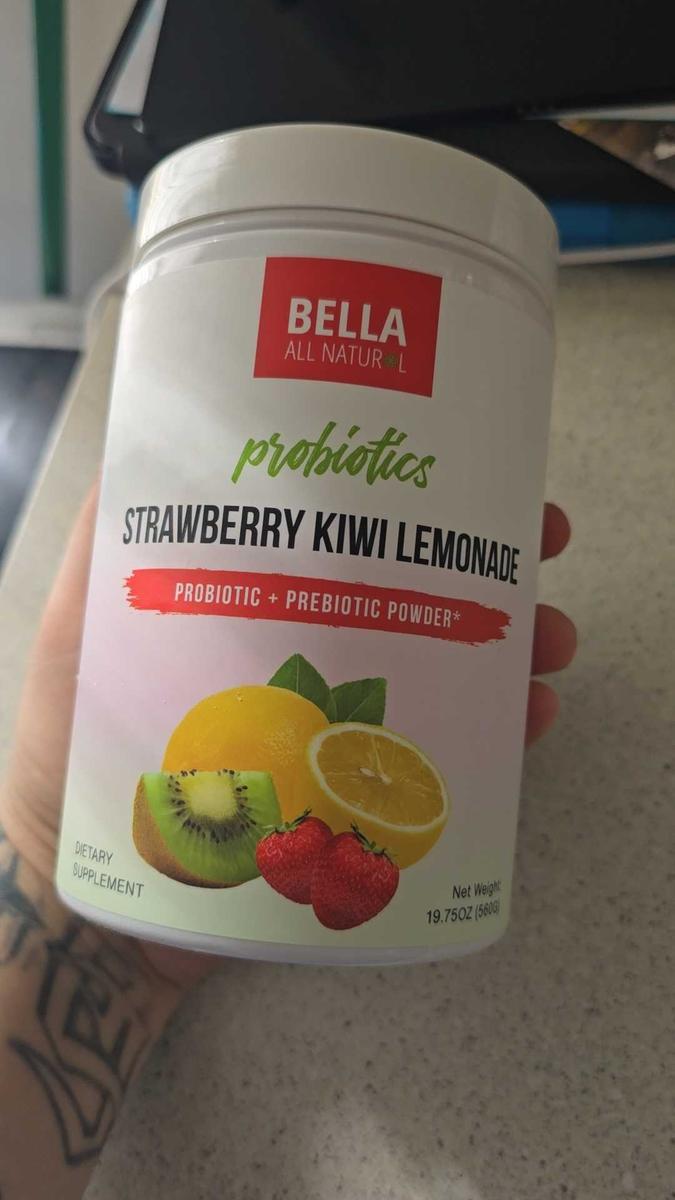 BELLA
ALL NATURAL
probiotics
STRAWBERRY KIWI LEMONADE
PROBIOTIC + PREBIOTIC POWDER*
DIETARY
SUPPLEMENT
Net Weight:
19.75OZ (560G)